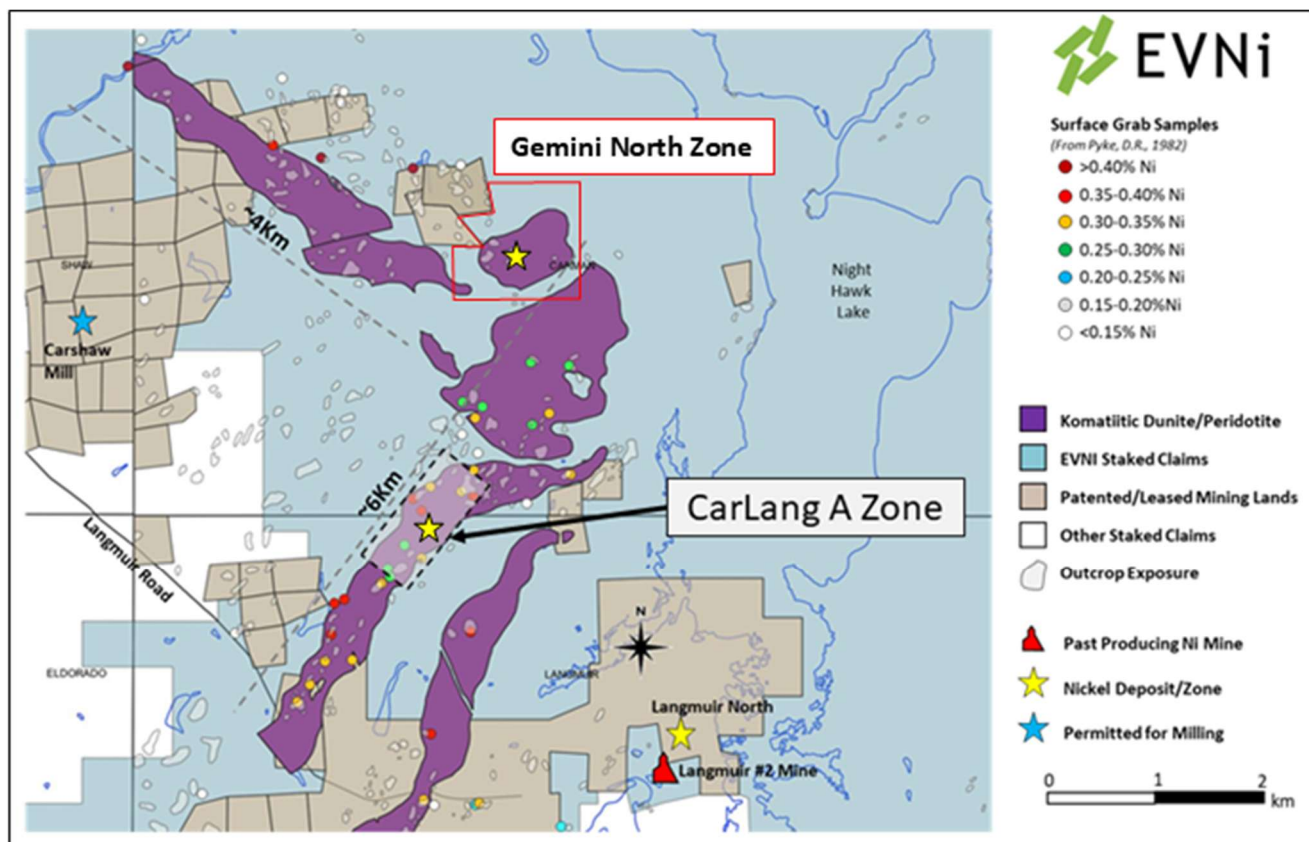 EVNi
Surface Grab Samples
(From Pyke, D.R., 1982)
>0.40% Ni
0.35-0.40% Ni
0.30-0.35% Ni
0.25-0.30% Ni
0.20-0.25% Ni
0.15-0.20%Ni
<0.15% Ni
Komatiitic Dunite/Peridotite
EVNI Staked Claims
Patented/Leased Mining Lands
Other Staked Claims
Outcrop Exposure
Past Producing Ni Mine
Nickel Deposit/Zone
Permitted for Milling
0 1 2
km
Gemini North Zone
~4Km
SHAW
CARMAN
Night
Hawk
Lake
Carshaw
Mill
~6Km
CarLang A Zone
Langmuir Road
N
ELDORADO
LANGMUIR
Langmuir North
Langmuir #2 Mine